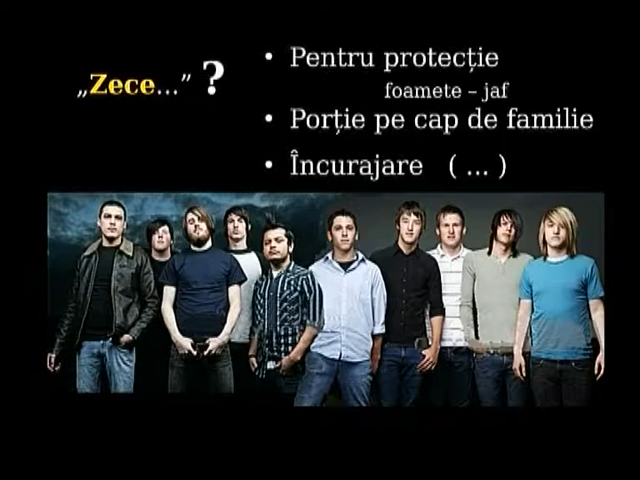 „Zece...” ?
• Pentru protecție
foamete – jaf
• Porție pe cap de familie
• Încurajare ( ... )